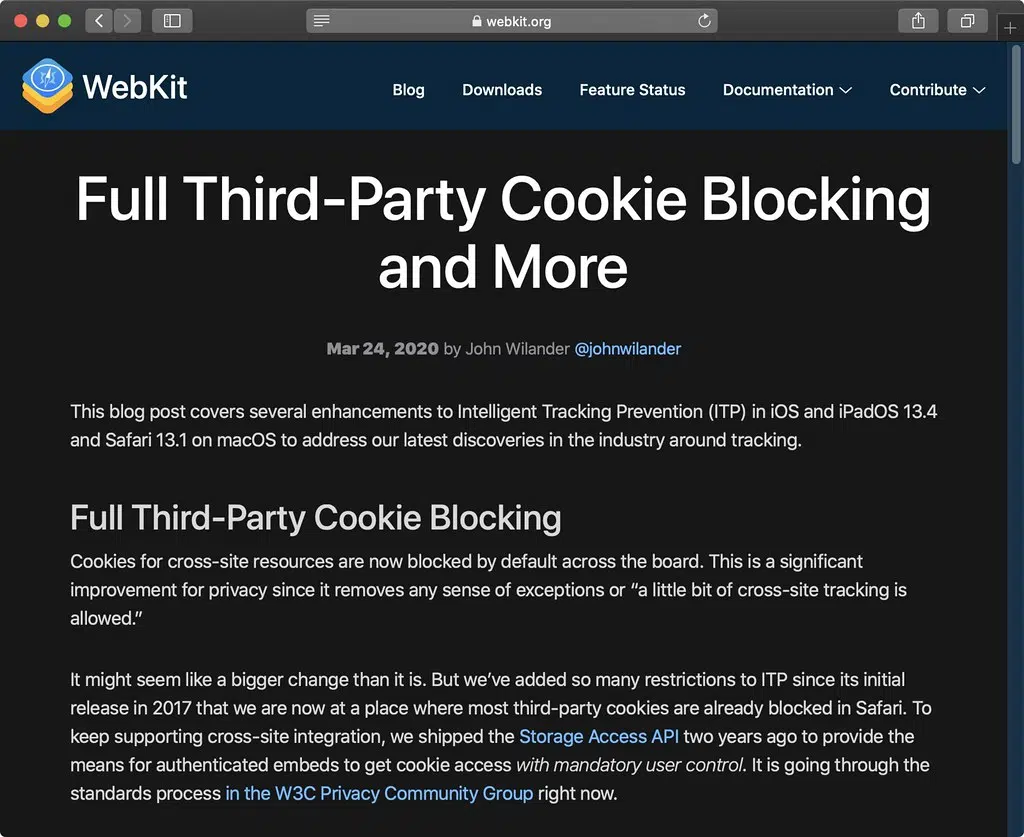 webkit.org
WebKit
Blog Downloads Feature Status Documentation Contribute
Full Third-Party Cookie Blocking
and More
Mar 24, 2020 by John Wilander @johnwilander
This blog post covers several enhancements to Intelligent Tracking Prevention (ITP) in iOS and iPadOS 13.4
and Safari 13.1 on macOS to address our latest discoveries in the industry around tracking.
Full Third-Party Cookie Blocking
Cookies for cross-site resources are now blocked by default across the board. This is a significant
improvement for privacy since it removes any sense of exceptions or “a little bit of cross-site tracking is
allowed.”
It might seem like a bigger change than it is. But we’ve added so many restrictions to ITP since its initial
release in 2017 that we are now at a place where most third-party cookies are already blocked in Safari. To
keep supporting cross-site integration, we shipped the Storage Access API two years ago to provide the
means for authenticated embeds to get cookie access with mandatory user control. It is going through the
standards process in the W3C Privacy Community Group right now.